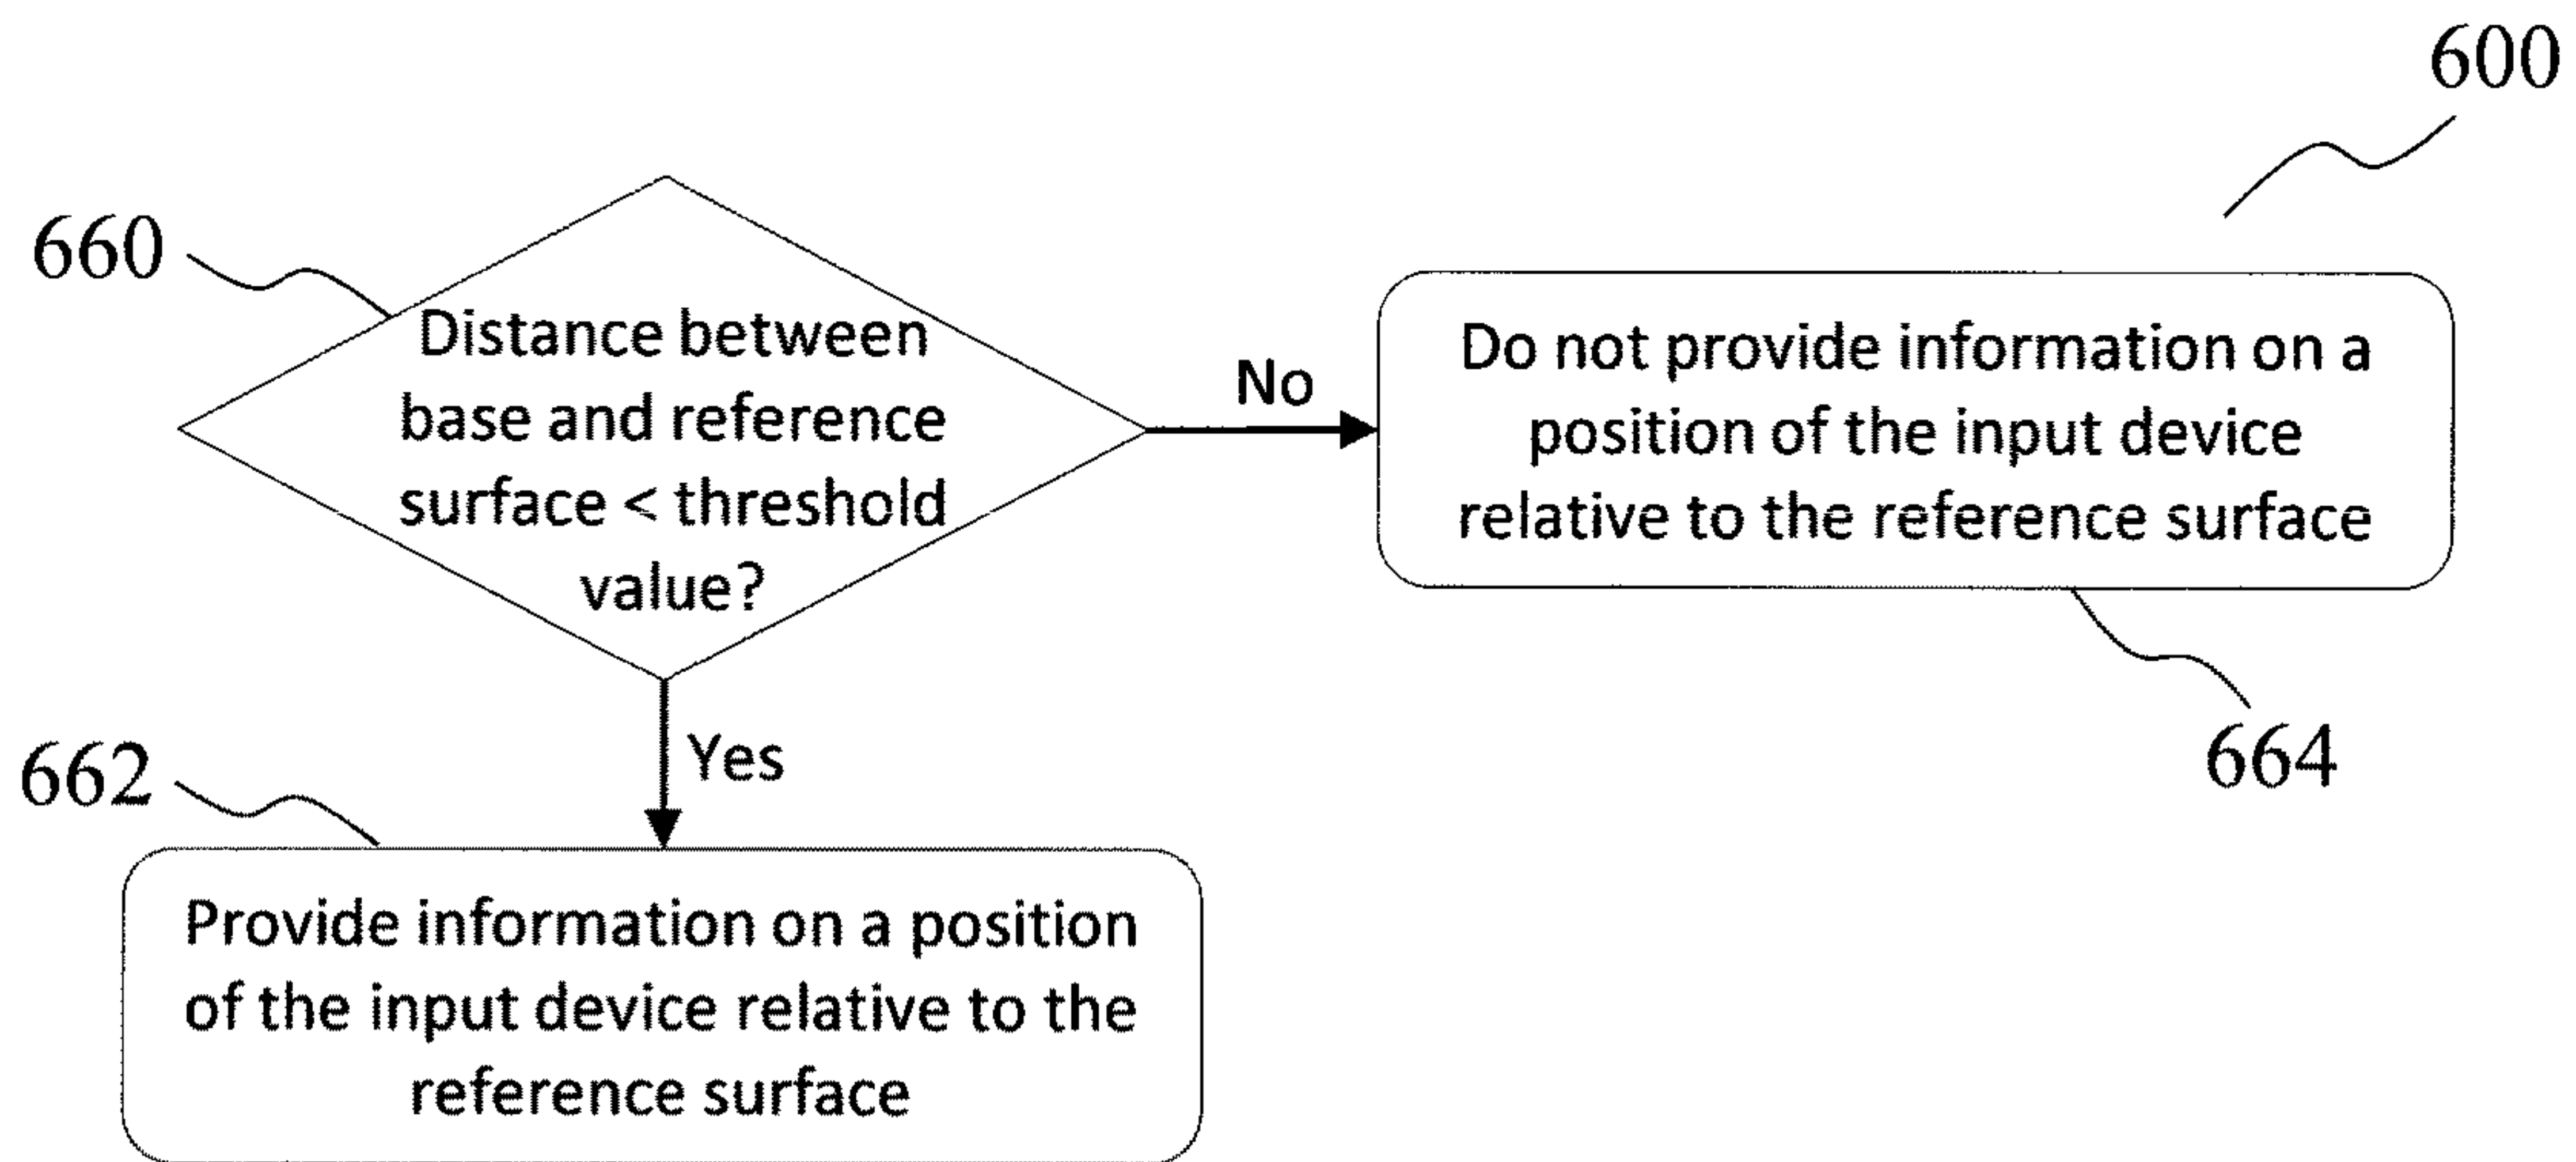 600
660
Distance between
base and reference
surface < threshold
value?
No
Do not provide information on a
position of the input device
relative to the reference surface
664
Yes
662
Provide information on a position
of the input device relative to the
reference surface